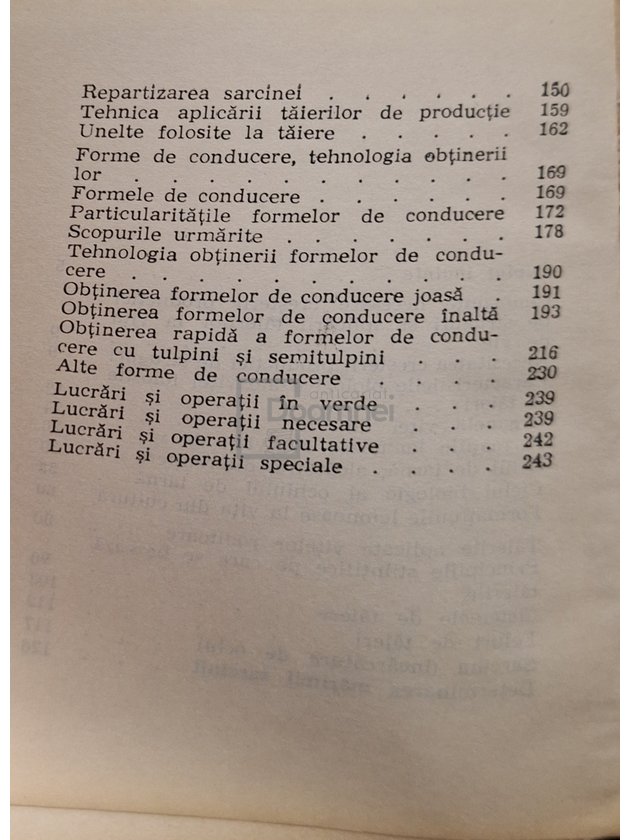 Repartizarea sarcinei . . . . . . 150
Tehnica aplicării tăierilor de producție 159
Unelte folosite la tăiere . . . . . 162
Forme de conducere, tehnologia obținerii
lor . . . . . . . . . . . 169
Formele de conducere . . . . . . 169
Particularitățile formelor de conducere 172
Scopurile urmărite . . . . . . . 178
Tehnologia obținerii formelor de condu-
cere . . . . . . . . . . . 190
Obținerea formelor de conducere joasă . 191
Obținerea formelor de conducere înaltă 193
Obținerea rapidă a formelor de condu-
cere cu tulpini și semitulpini . . . 216
Alte forme de conducere . . . . 230
Lucrări și operații în verde . . . 239
Lucrări și operații necesare . . . 239
Lucrări și operații facultative . . . 242
Lucrări și operații speciale . . . . 243
anticariat
Doamnei